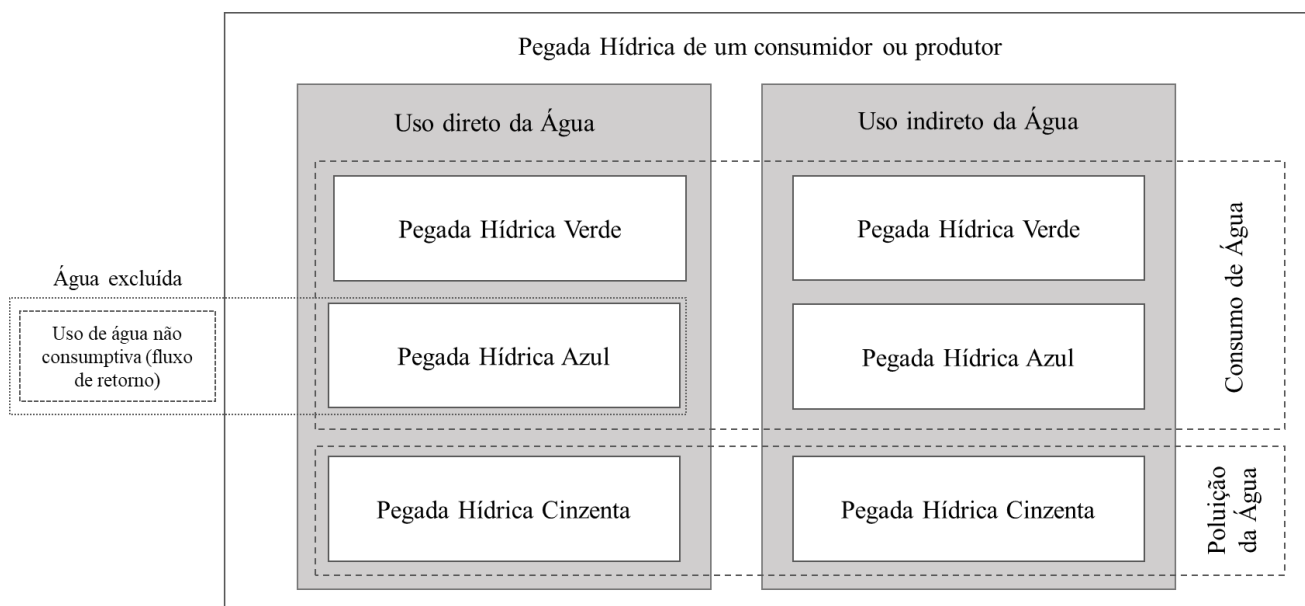 Pegada Hídrica de um consumidor ou produtor
Uso direto da Água
Uso indireto da Água
Pegada Hídrica Verde
Pegada Hídrica Verde
Água excluída
Uso de água não
consumptiva (fluxo
de retorno)
Pegada Hídrica Azul
Pegada Hídrica Azul
Consumo de Água
Pegada Hídrica Cinzenta
Pegada Hídrica Cinzenta
Poluição
da Água